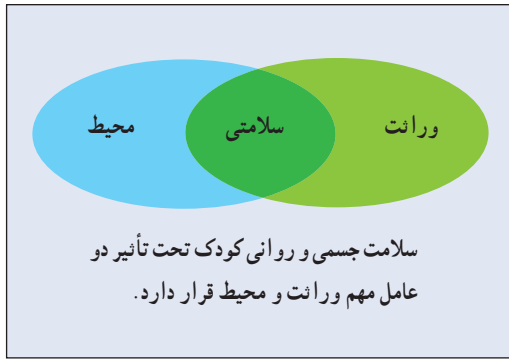 وراثت
سلامتی
محیط
سلامت جسمی و روانی کودک تحت تأثیر دو
عامل مهم وراثت و محیط قرار دارد.